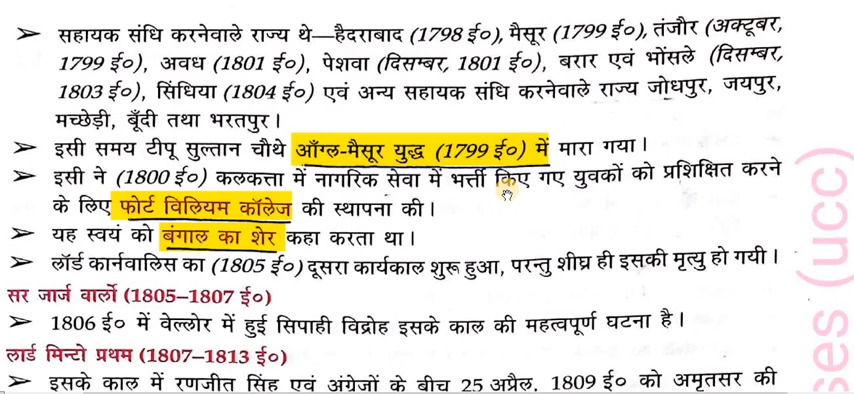 ➢ सहायक संधि करनेवाले राज्य थे—हैदराबाद (1798 ई०), मैसूर (1799 ई०), तंजौर (अक्टूबर,
1799 ई०), अवध (1801 ई०), पेशवा (दिसम्बर, 1801 ई०), बरार एवं भोंसले (दिसम्बर,
1803 ई०), सिंधिया (1804 ई०) एवं अन्य सहायक संधि करनेवाले राज्य जोधपुर, जयपुर,
मच्छेड़ी, बूँदी तथा भरतपुर।
➢ इसी समय टीपू सुल्तान चौथे आँग्ल-मैसूर युद्ध (1799 ई०) में मारा गया।
➢ इसी ने (1800 ई०) कलकत्ता में नागरिक सेवा में भर्त्ती किए गए युवकों को प्रशिक्षित करने
के लिए फोर्ट विलियम कॉलेज की स्थापना की।
➢ यह स्वयं को बंगाल का शेर कहा करता था।
➢ लॉर्ड कार्नवालिस का (1805 ई०) दूसरा कार्यकाल शुरू हुआ, परन्तु शीघ्र ही इसकी मृत्यु हो गयी।
सर जार्ज वार्लो (1805–1807 ई०)
➢ 1806 ई० में वेल्लोर में हुई सिपाही विद्रोह इसके काल की महत्वपूर्ण घटना है।
लार्ड मिन्टो प्रथम (1807–1813 ई०)
➢ इसके काल में रणजीत सिंह एवं अंग्रेजों के बीच 25 अप्रैल, 1809 ई० को अमृतसर की
ses (ucc)